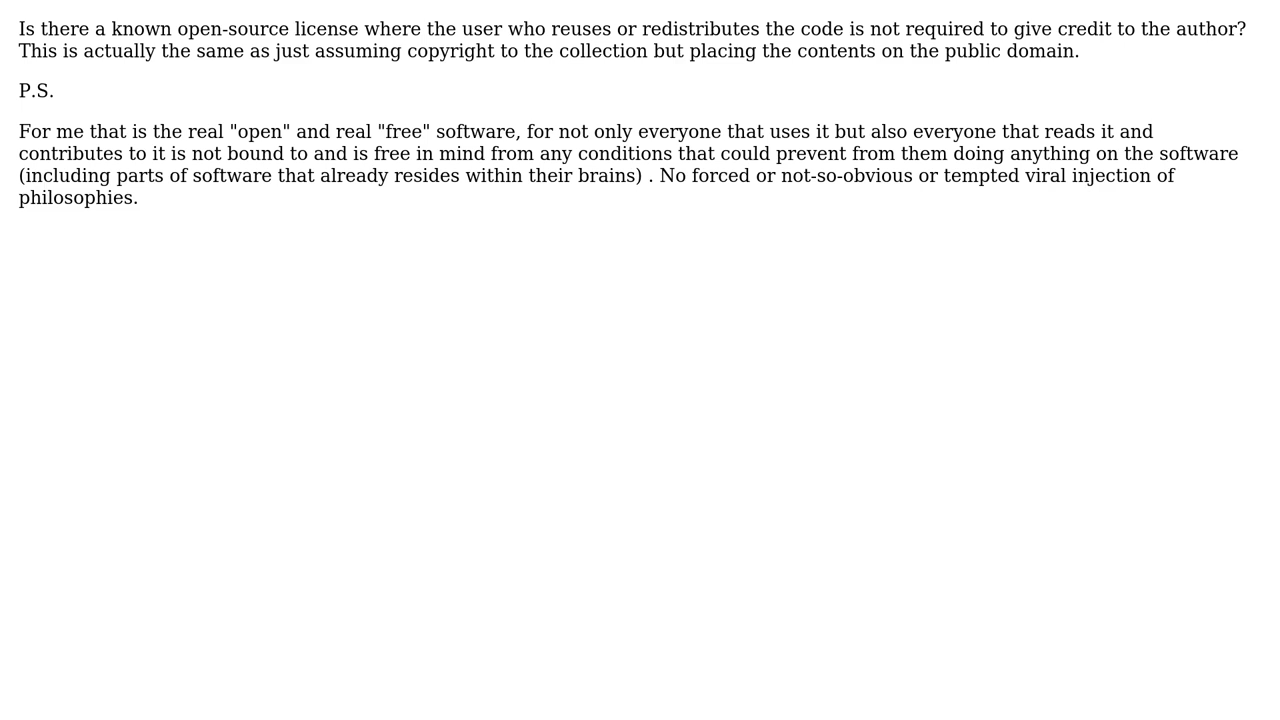 Is there a known open-source license where the user who reuses or redistributes the code is not required to give credit to the author?
This is actually the same as just assuming copyright to the collection but placing the contents on the public domain.
P.S.
For me that is the real "open" and real "free" software, for not only everyone that uses it but also everyone that reads it and
contributes to it is not bound to and is free in mind from any conditions that could prevent from them doing anything on the software
(including parts of software that already resides within their brains) . No forced or not-so-obvious or tempted viral injection of
philosophies.